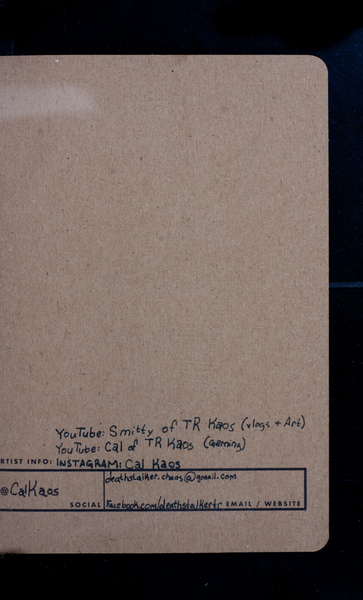 YouTube: Smitty of TR Kaos (vlogs + Art)
YouTube: Cal of TR Kaos (Gaming)
RTIST INFO: INSTAGRAM: Cal Kaos
deathstalker.chaos@gmail.com
@CalKaos
SOCIAL Facebook.com/deathstalkertr EMAIL / WEBSITE